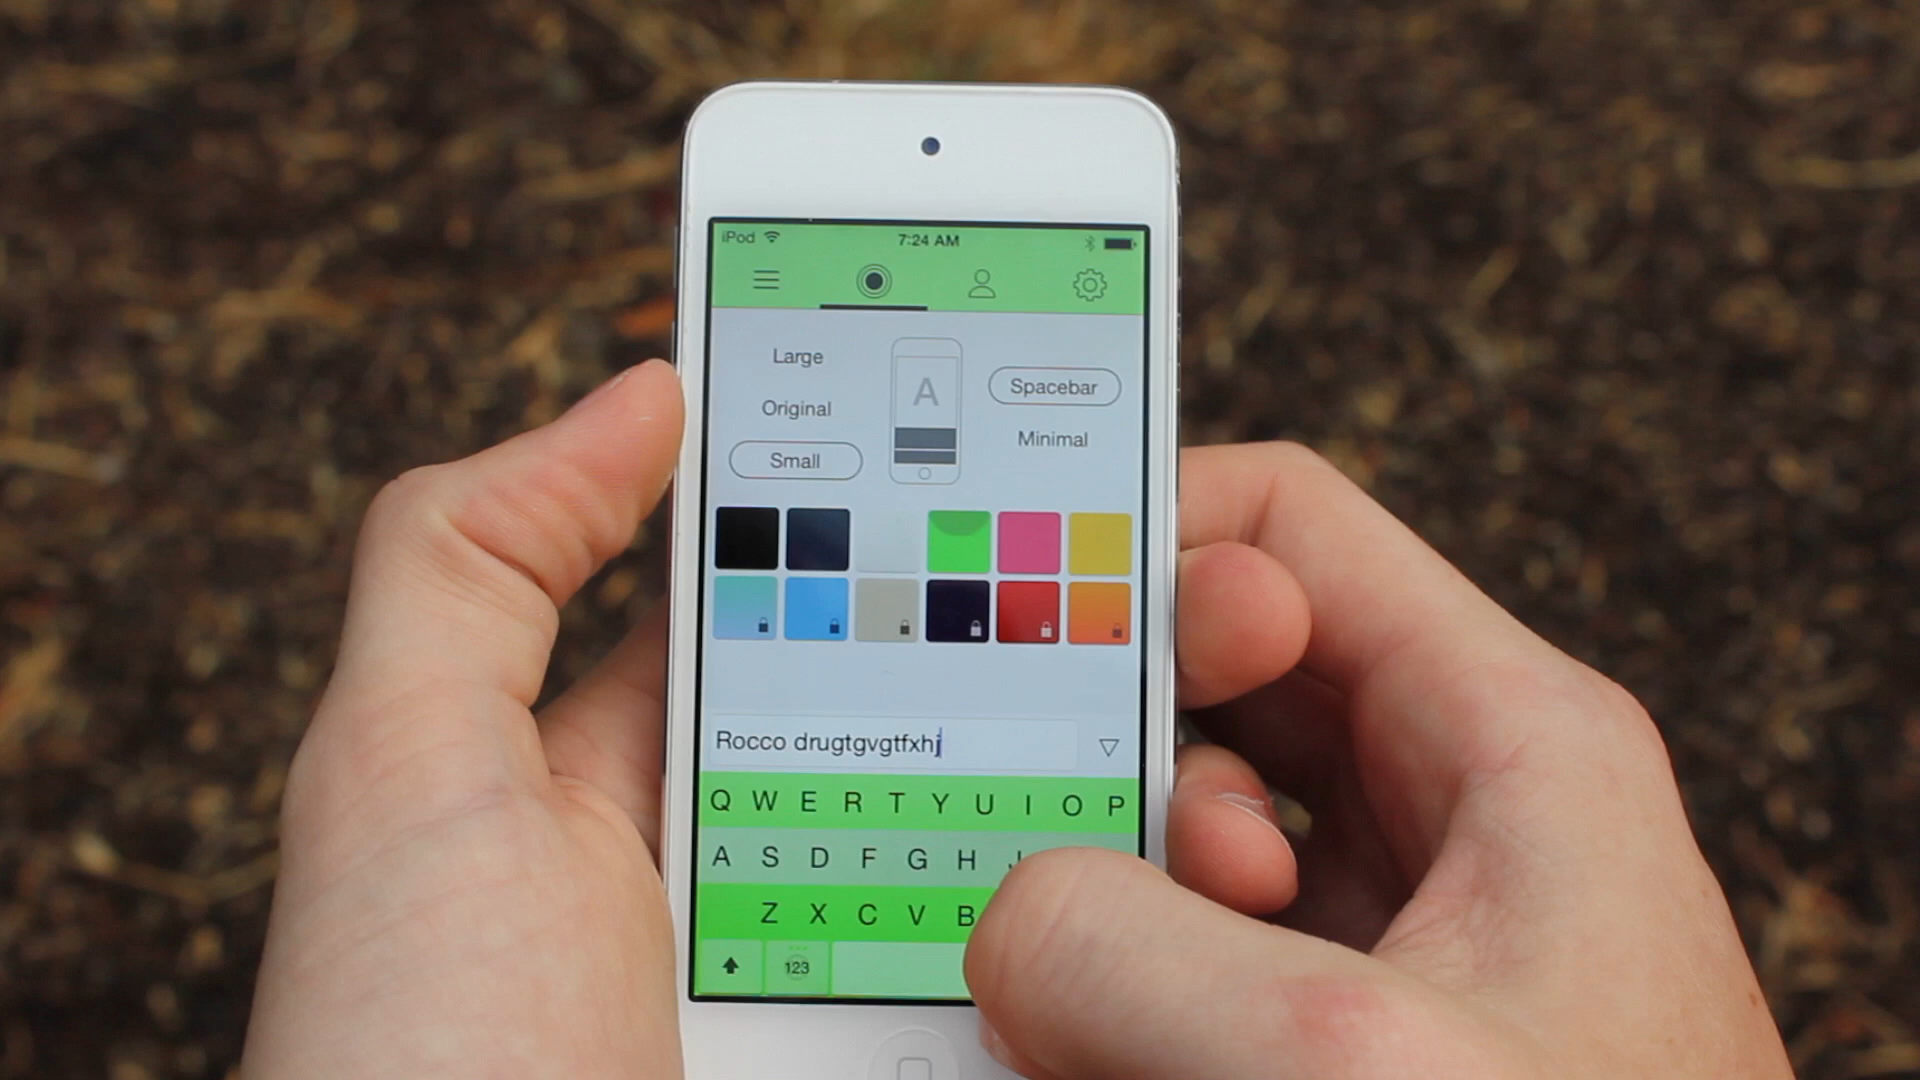 iPod 7:24 AM
Large
A
Spacebar
Original
Minimal
Small
Rocco drugtgvgtfxhj
Q W E R T Y U I O P
A S D F G H J
Z X C V B
123